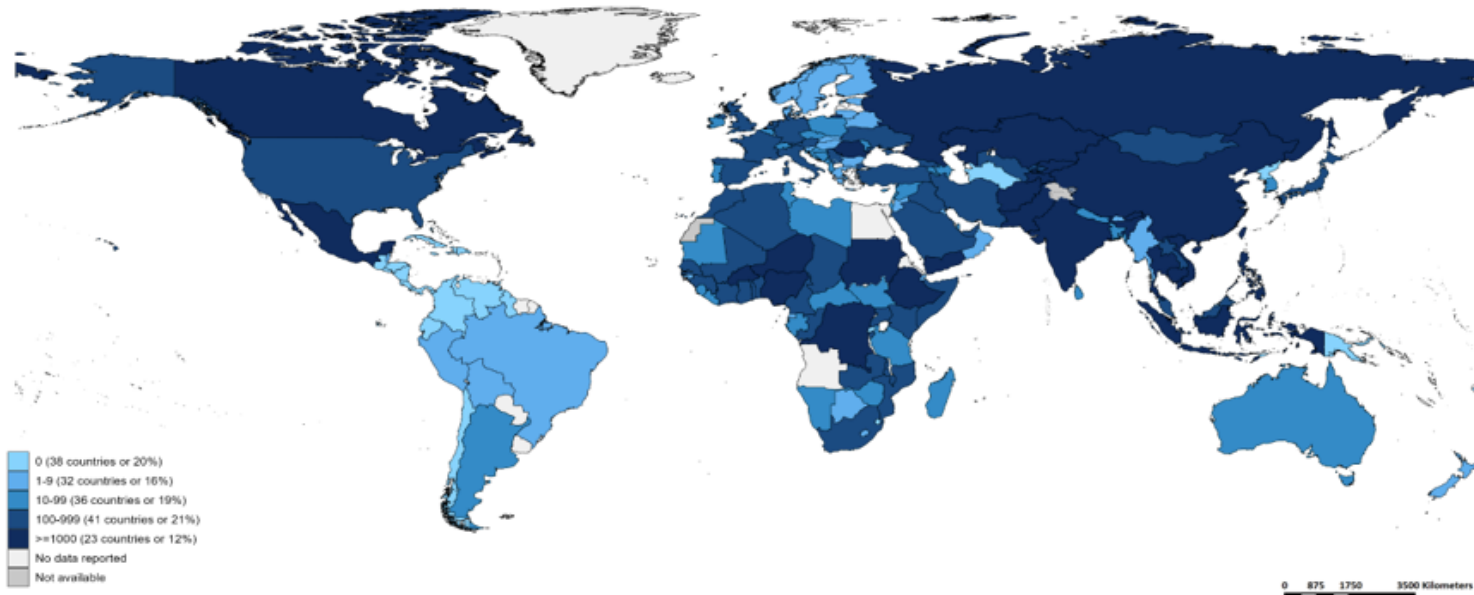 0 (38 countries or 20%)
1-9 (32 countries or 16%)
10-99 (36 countries or 19%)
100-999 (41 countries or 21%)
>=1000 (23 countries or 12%)
No data reported
Not available
0 875 1750 3500 Kilometers